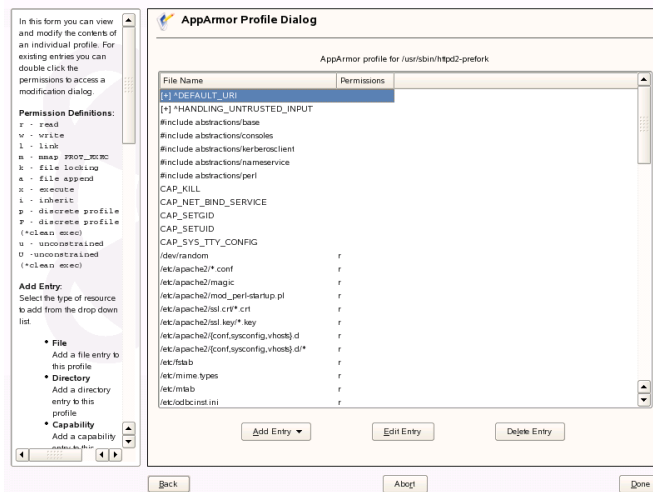 In this form you can view
and modify the contents of
an individual profile. For
existing entries you can
double click the
permissions to access a
modification dialog.
Permission Definitions:
r - read
w - write
l - link
m - mmap PROT_EXEC
k - file locking
a - file append
x - execute
i - inherit
p - discrete profile
P - discrete profile
(*clean exec)
u - unconstrained
U -unconstrained
(*clean exec)
Add Entry:
Select the type of resource
to add from the drop down
list.
• File
Add a file entry to
this profile
• Directory
Add a directory
entry to this
profile
• Capability
Add a capability
entry to this
AppArmor Profile Dialog
AppArmor profile for /usr/sbin/httpd2-prefork
File Name Permissions
[+] ^DEFAULT_URI
[+] ^HANDLING_UNTRUSTED_INPUT
#include abstractions/base
#include abstractions/consoles
#include abstractions/kerberosclient
#include abstractions/nameservice
#include abstractions/perl
CAP_KILL
CAP_NET_BIND_SERVICE
CAP_SETGID
CAP_SETUID
CAP_SYS_TTY_CONFIG
/dev/random r
/etc/apache2/*.conf r
/etc/apache2/magic r
/etc/apache2/mod_perl-startup.pl r
/etc/apache2/ssl.crt/*.crt r
/etc/apache2/ssl.key/*.key r
/etc/apache2/{conf,sysconfig,vhosts}.d r
/etc/apache2/{conf,sysconfig,vhosts}.d/* r
/etc/fstab r
/etc/mime.types r
/etc/mtab r
/etc/odbcinst.ini r
Add Entry Edit Entry Delete Entry
Back Abort Done